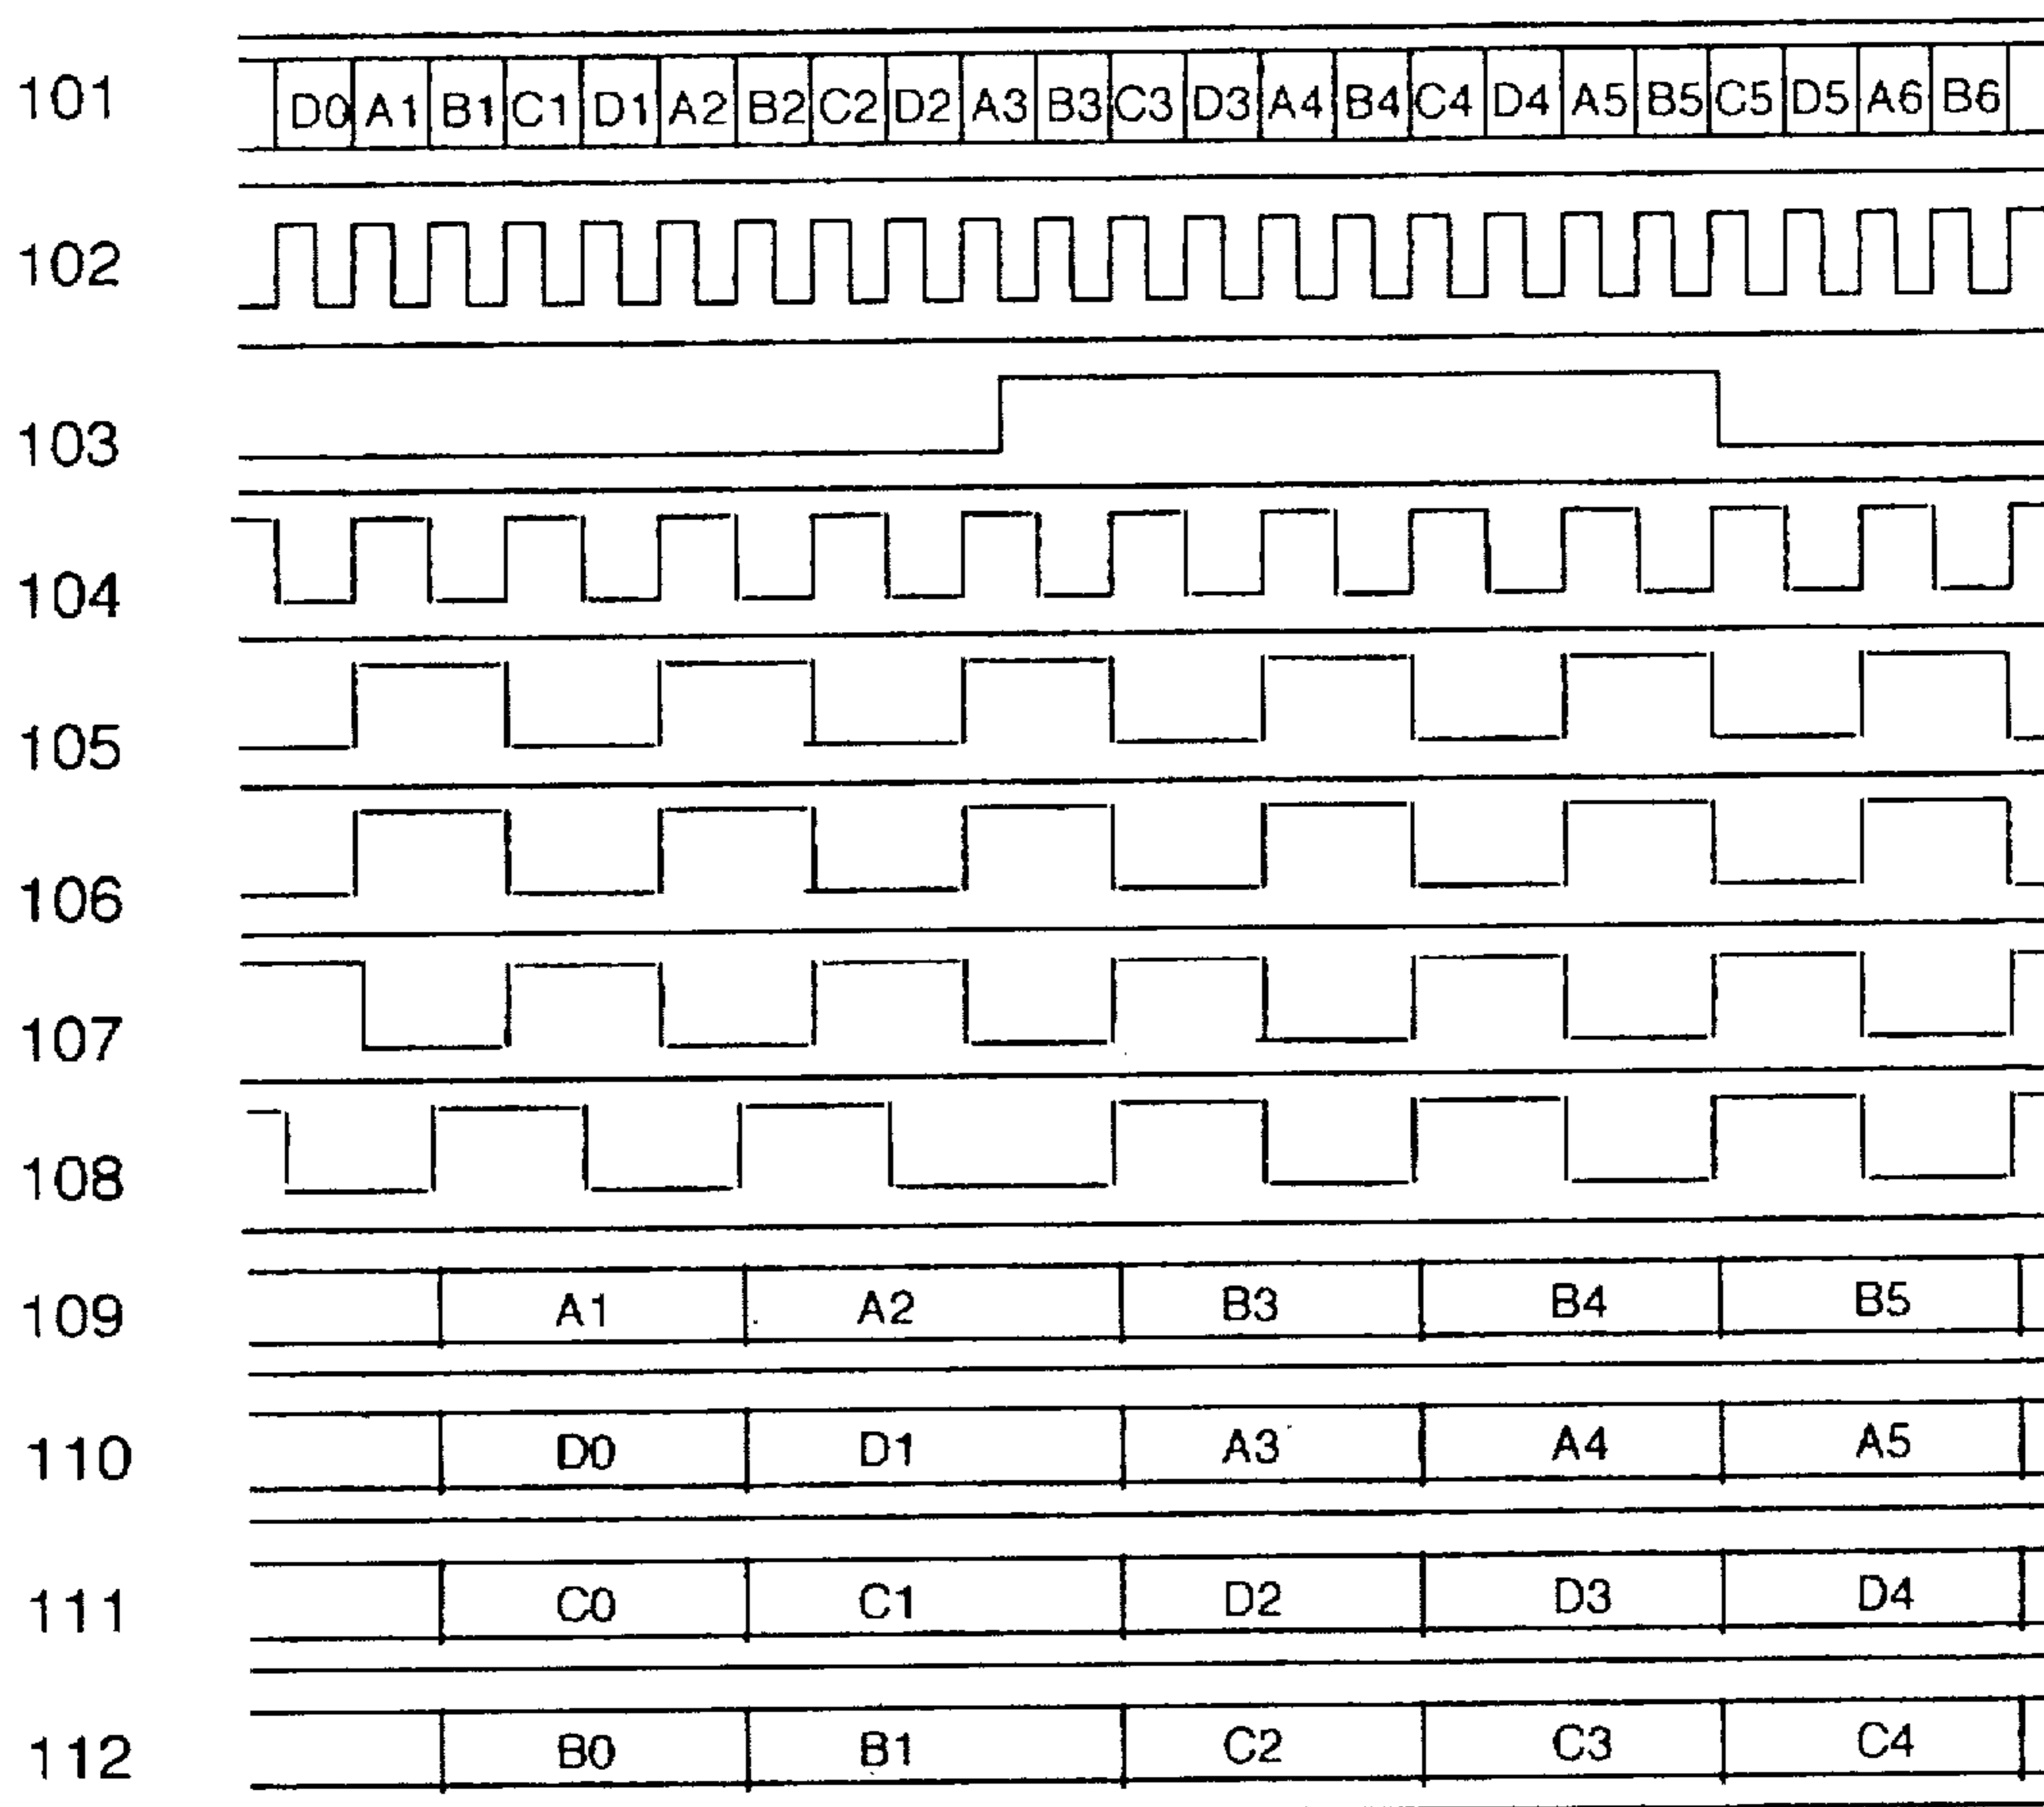 101 D0 A1 B1 C1 D1 A2 B2 C2 D2 A3 B3 C3 D3 A4 B4 C4 D4 A5 B5 C5 D5 A6 B6
102
103
104
105
106
107
108
109 A1 A2 B3 B4 B5
110 D0 D1 A3 A4 A5
111 C0 C1 D2 D3 D4
112 B0 B1 C2 C3 C4